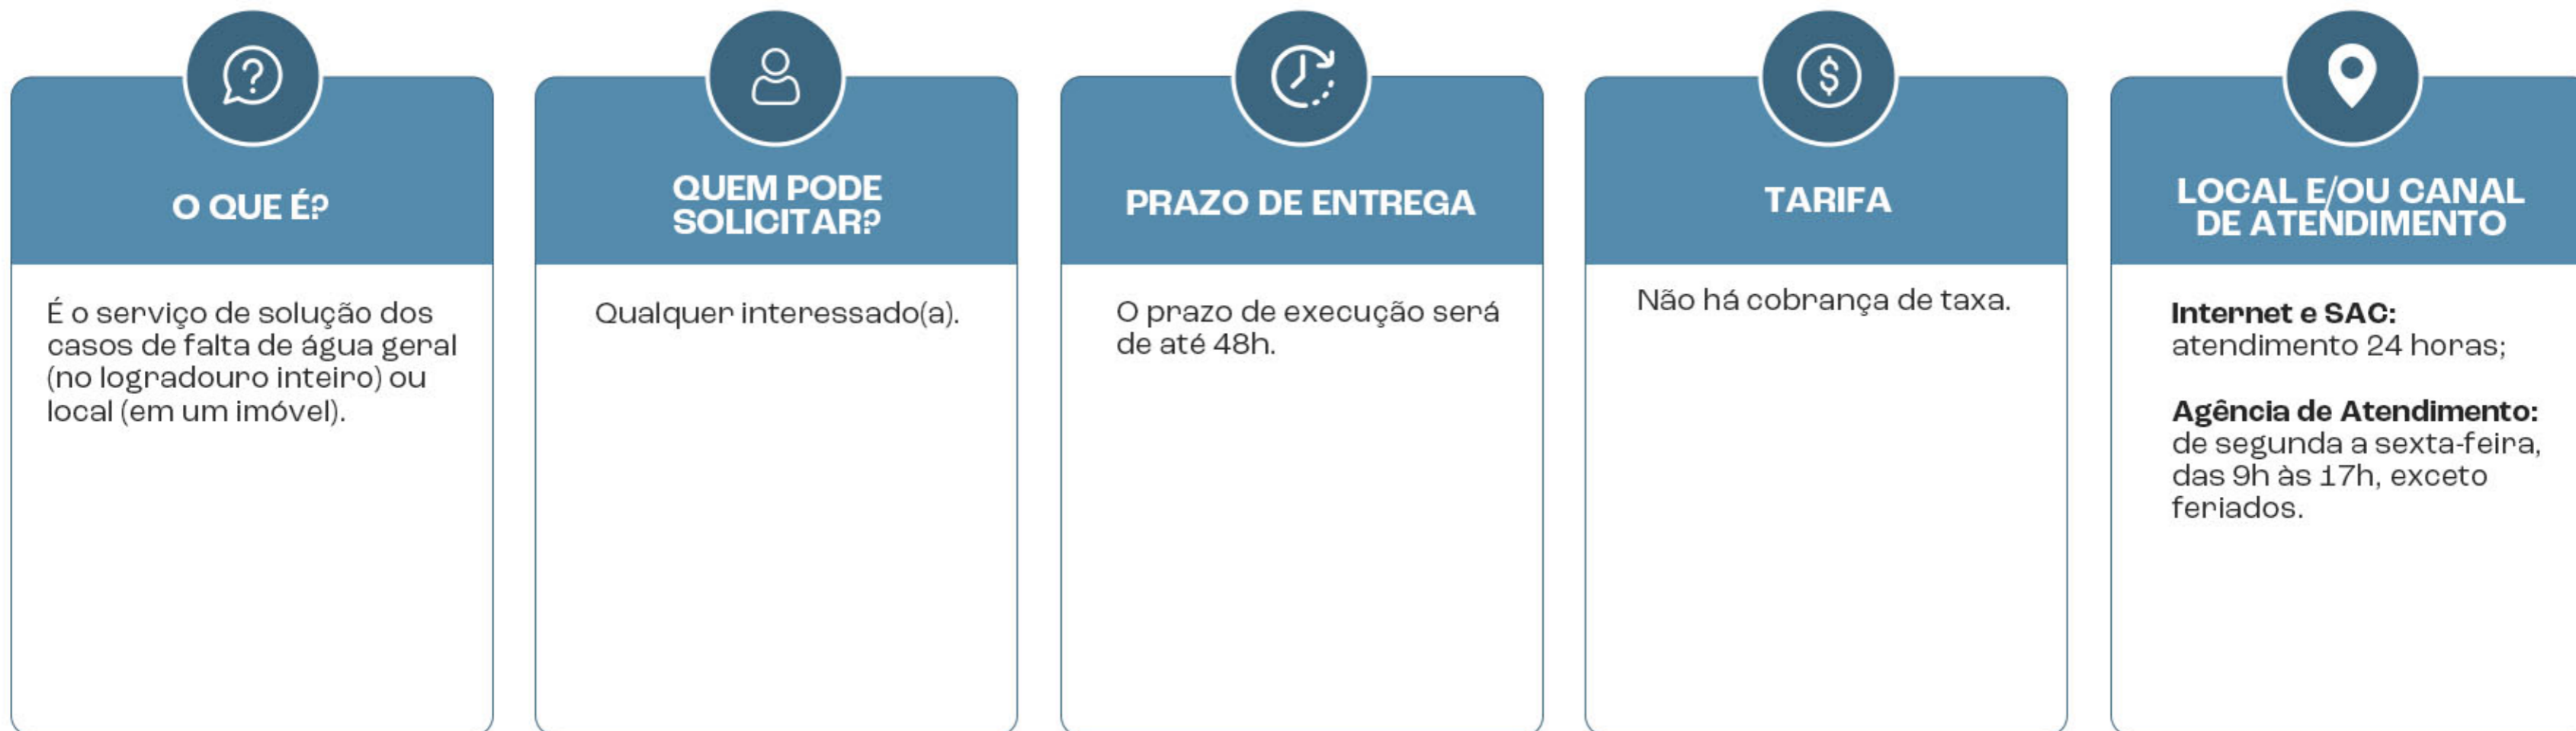 O QUE É?
É o serviço de solução dos
casos de falta de água geral
(no logradouro inteiro) ou
local (em um imóvel).
QUEM PODE
SOLICITAR?
Qualquer interessado(a).
PRAZO DE ENTREGA
O prazo de execução será
de até 48h.
TARIFA
Não há cobrança de taxa.
LOCAL E/OU CANAL
DE ATENDIMENTO
Internet e SAC:
atendimento 24 horas;
Agência de Atendimento:
de segunda a sexta-feira,
das 9h às 17h, exceto
feriados.